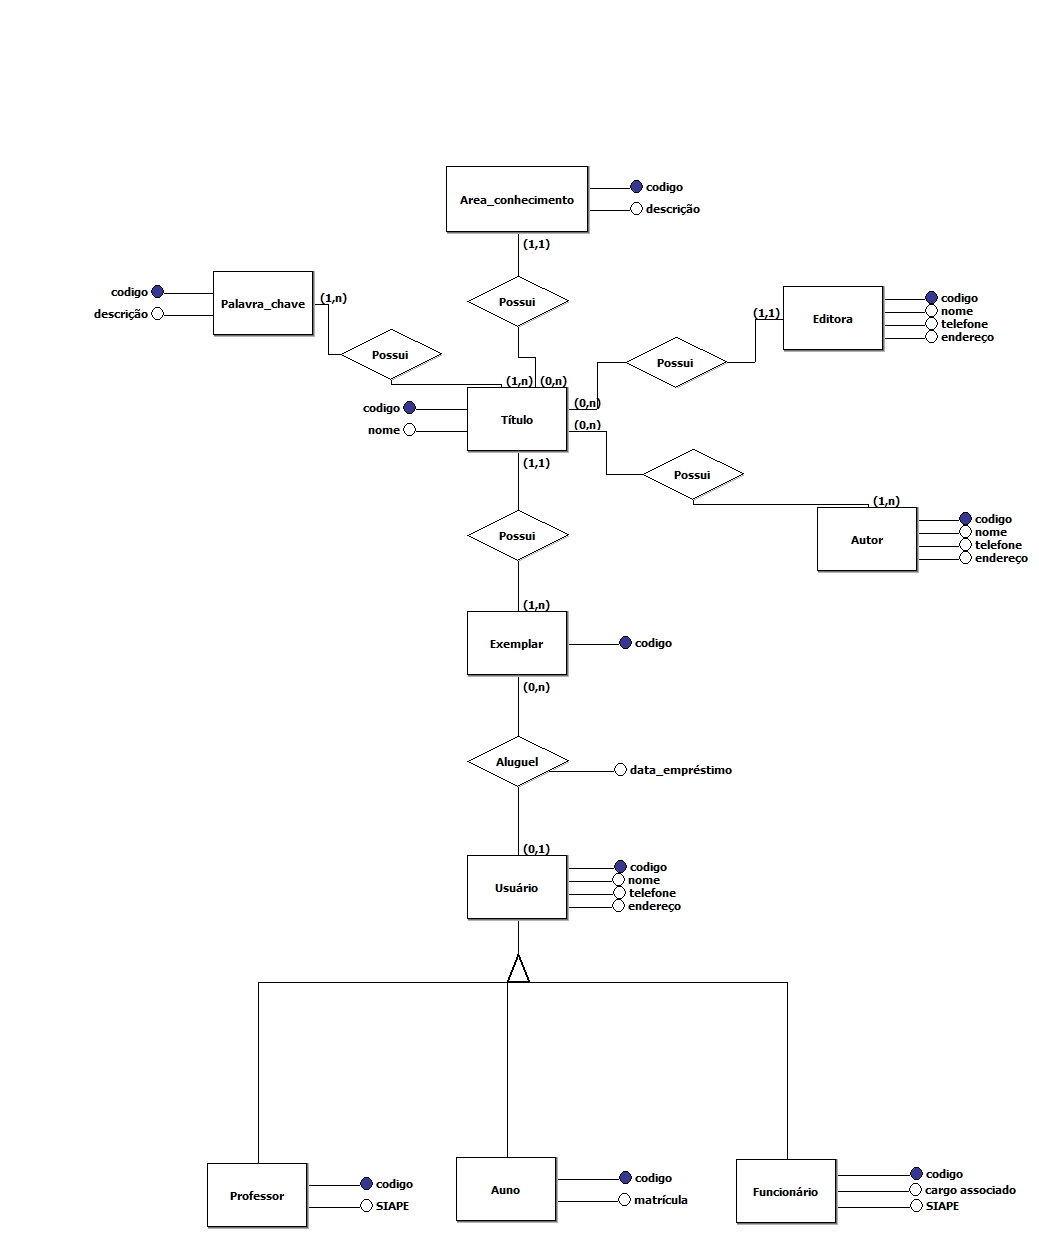 Area_conhecimento
codigo
descrição
(1,1)
Possui
codigo
descrição
Palavra_chave
(1,n)
Possui
Editora
codigo
nome
telefone
endereço
(1,1)
Possui
(1,n)
(0,n)
codigo
nome
Título
(0,n)
(0,n)
(1,1)
Possui
(1,n)
Autor
codigo
nome
telefone
endereço
Possui
(1,n)
Exemplar
codigo
(0,n)
Aluguel
data_empréstimo
(0,1)
Usuário
codigo
nome
telefone
endereço
Professor
codigo
SIAPE
Auno
codigo
matrícula
Funcionário
codigo
cargo associado
SIAPE